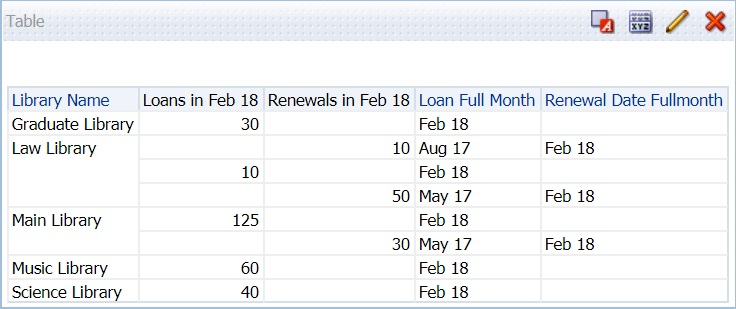 Table
Library Name Loans in Feb 18 Renewals in Feb 18 Loan Full Month Renewal Date Fullmonth
Graduate Library 30 Feb 18
Law Library 10 Aug 17 Feb 18
10 Feb 18
50 May 17 Feb 18
Main Library 125 Feb 18
30 May 17 Feb 18
Music Library 60 Feb 18
Science Library 40 Feb 18